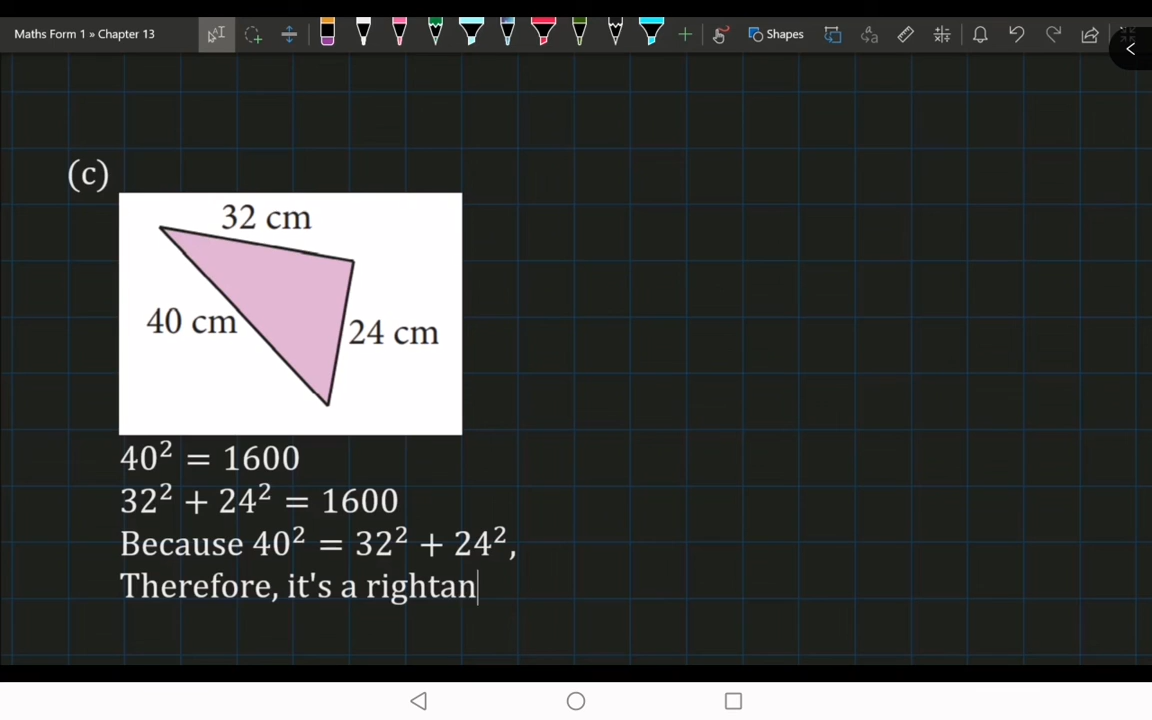 Maths Form 1 » Chapter 13
Shapes
(c)
32 cm
40 cm
24 cm
40² = 1600
32² + 24² = 1600
Because 40² = 32² + 24²,
Therefore, it's a rightan